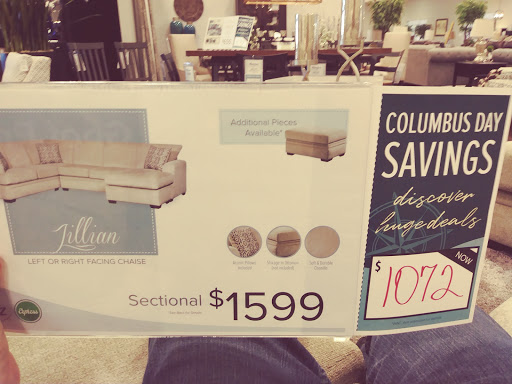 Additional Pieces
Available*
Jillian
LEFT OR RIGHT FACING CHAISE
Sectional $1599
COLUMBUS DAY
SAVINGS
discover
huge deals
NOW
$1072